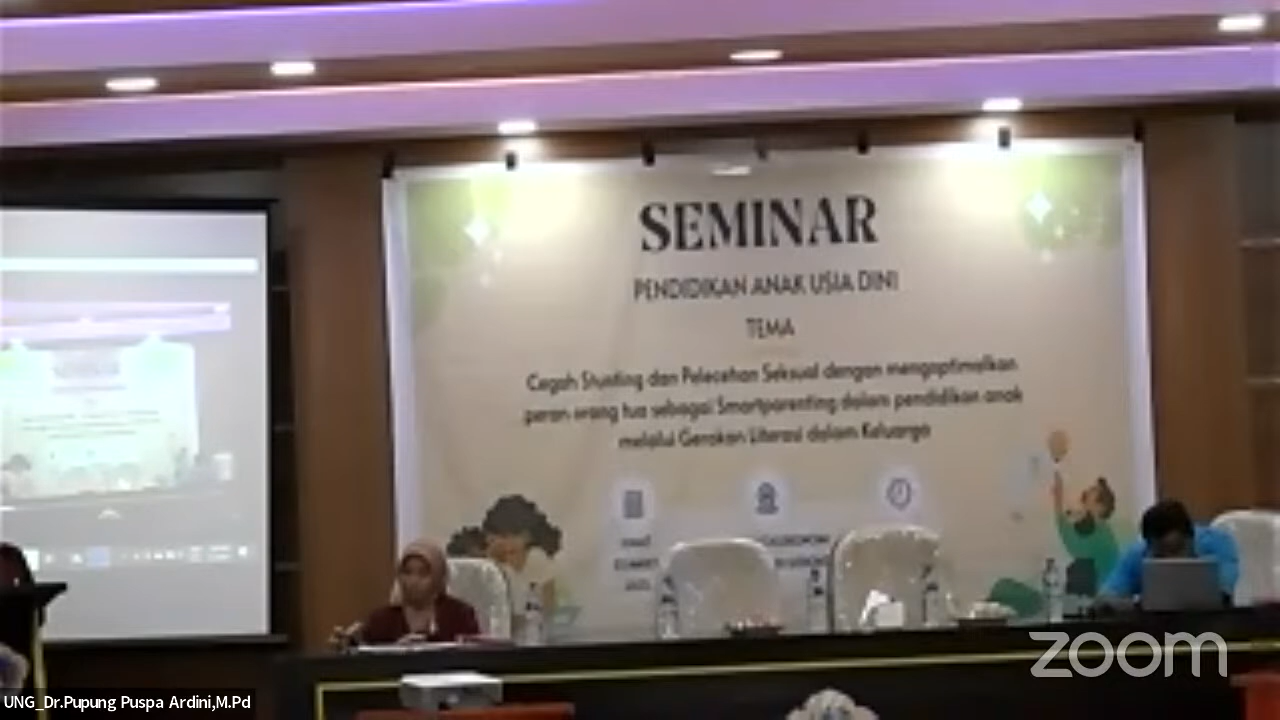 SEMINAR
PENDIDIKAN ANAK USIA DINI
TEMA
Cegah Stunting dan Pelecehan Seksual dengan mengoptimalkan
peran orang tua sebagai Smartparenting dalam pendidikan anak
melalui Gerakan Literasi dalam Keluarga
zoom
UNG_Dr.Pupung Puspa Ardini,M.Pd